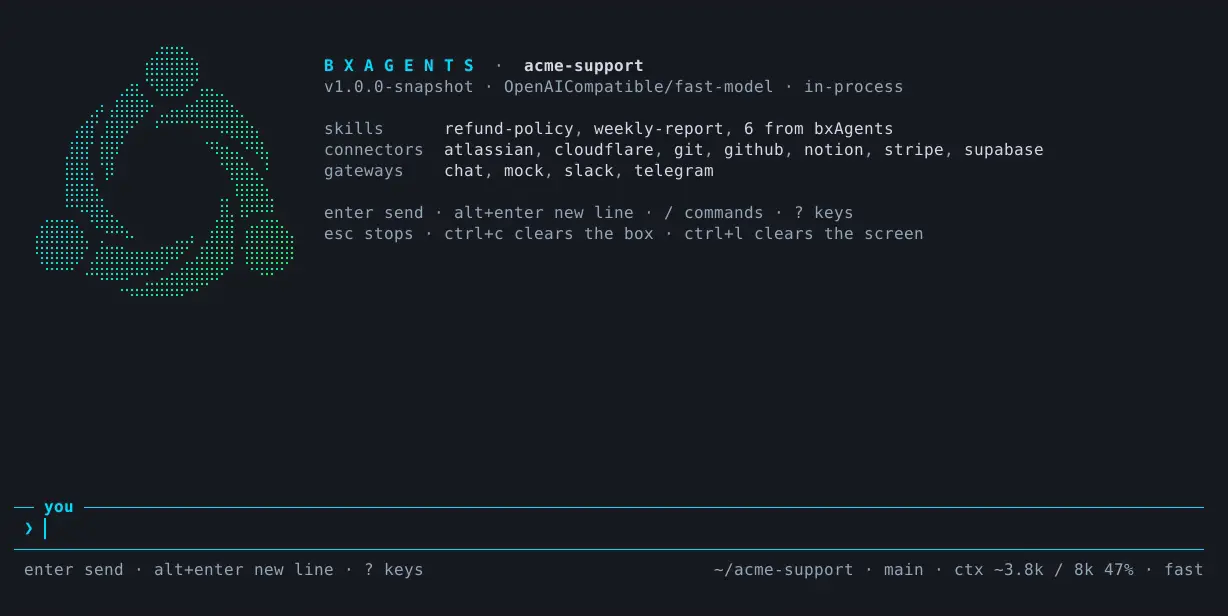 BXAGENTS · acme-support
v1.0.0-snapshot · OpenAICompatible/fast-model · in-process
skills refund-policy, weekly-report, 6 from bxAgents
connectors atlassian, cloudflare, git, github, notion, stripe, supabase
gateways chat, mock, slack, telegram
enter send · alt+enter new line · / commands · ? keys
esc stops · ctrl+c clears the box · ctrl+l clears the screen
you
❯
enter send · alt+enter new line · ? keys ~/acme-support · main · ctx ~3.8k / 8k 47% · fast